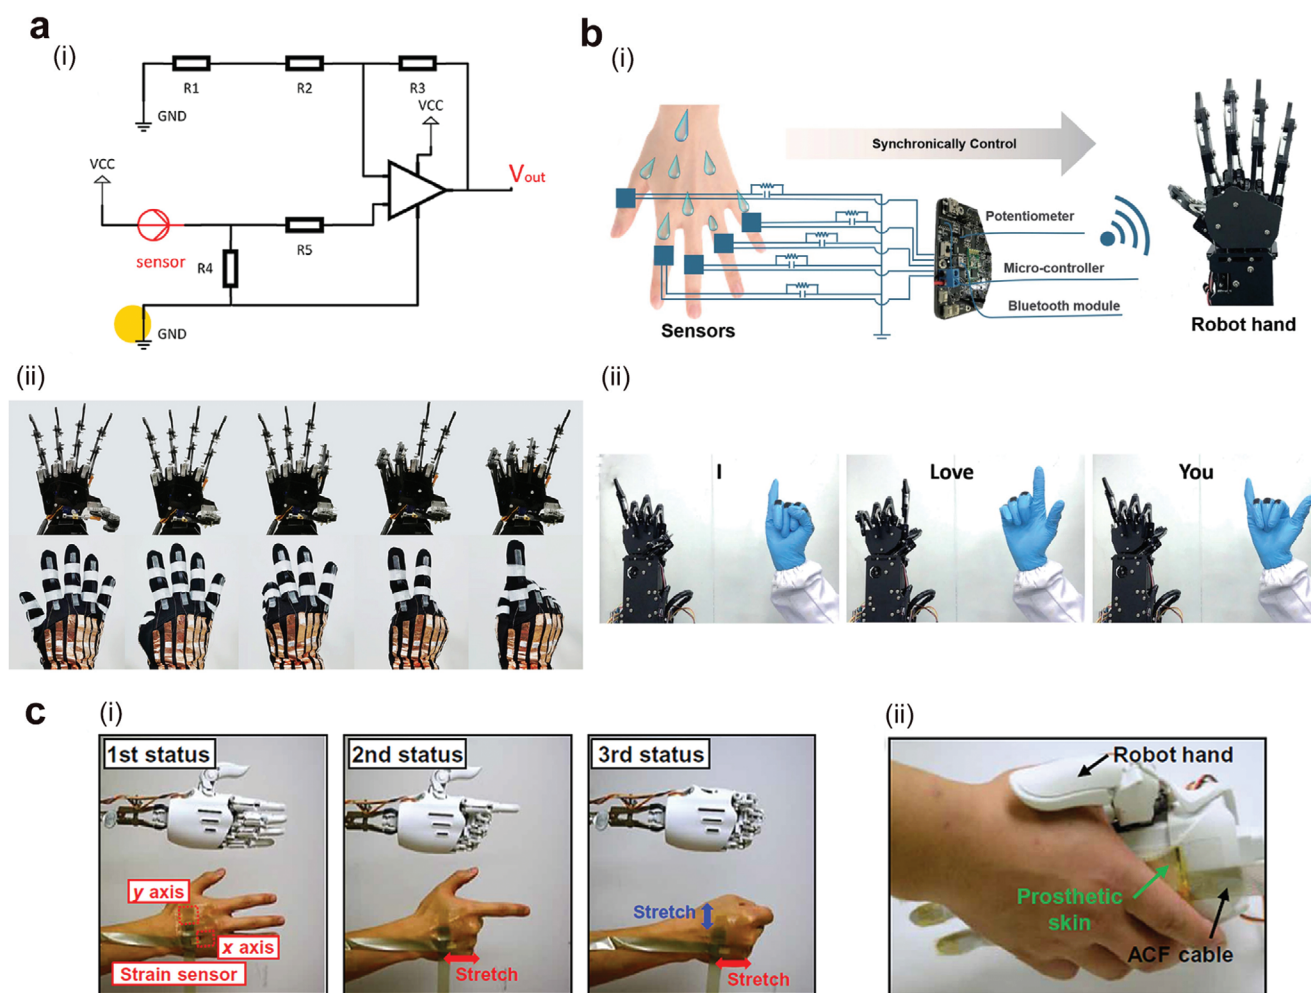 a
(i)
R1
R2
R3
GND
VCC
VCC
Vout
sensor
R4
R5
GND
(ii)
b
(i)
Synchronically Control
Potentiometer
Micro-controller
Bluetooth module
Sensors
Robot hand
(ii)
I
Love
You
c
(i)
1st status
y axis
x axis
Strain sensor
2nd status
Stretch
3rd status
Stretch
Stretch
(ii)
Robot hand
Prosthetic
skin
ACF cable